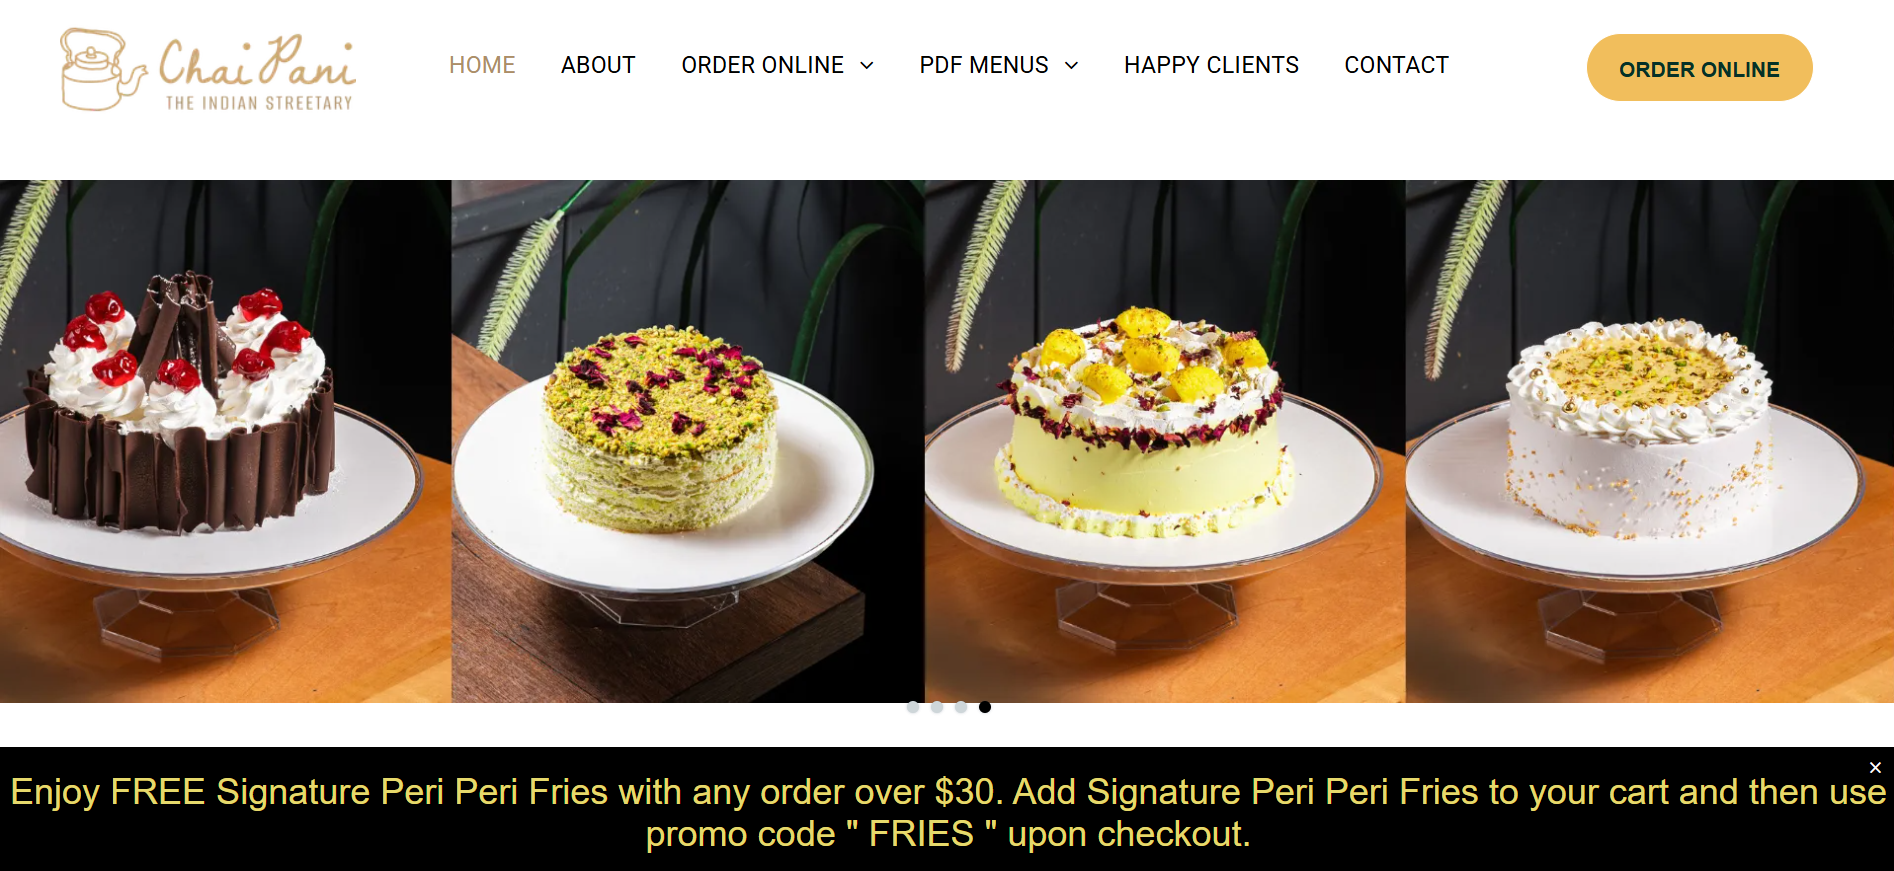 Chai Pani
THE INDIAN STREETARY
HOME
ABOUT
ORDER ONLINE
PDF MENUS
HAPPY CLIENTS
CONTACT
ORDER ONLINE
Enjoy FREE Signature Peri Peri Fries with any order over $30. Add Signature Peri Peri Fries to your cart and then use
promo code " FRIES " upon checkout.